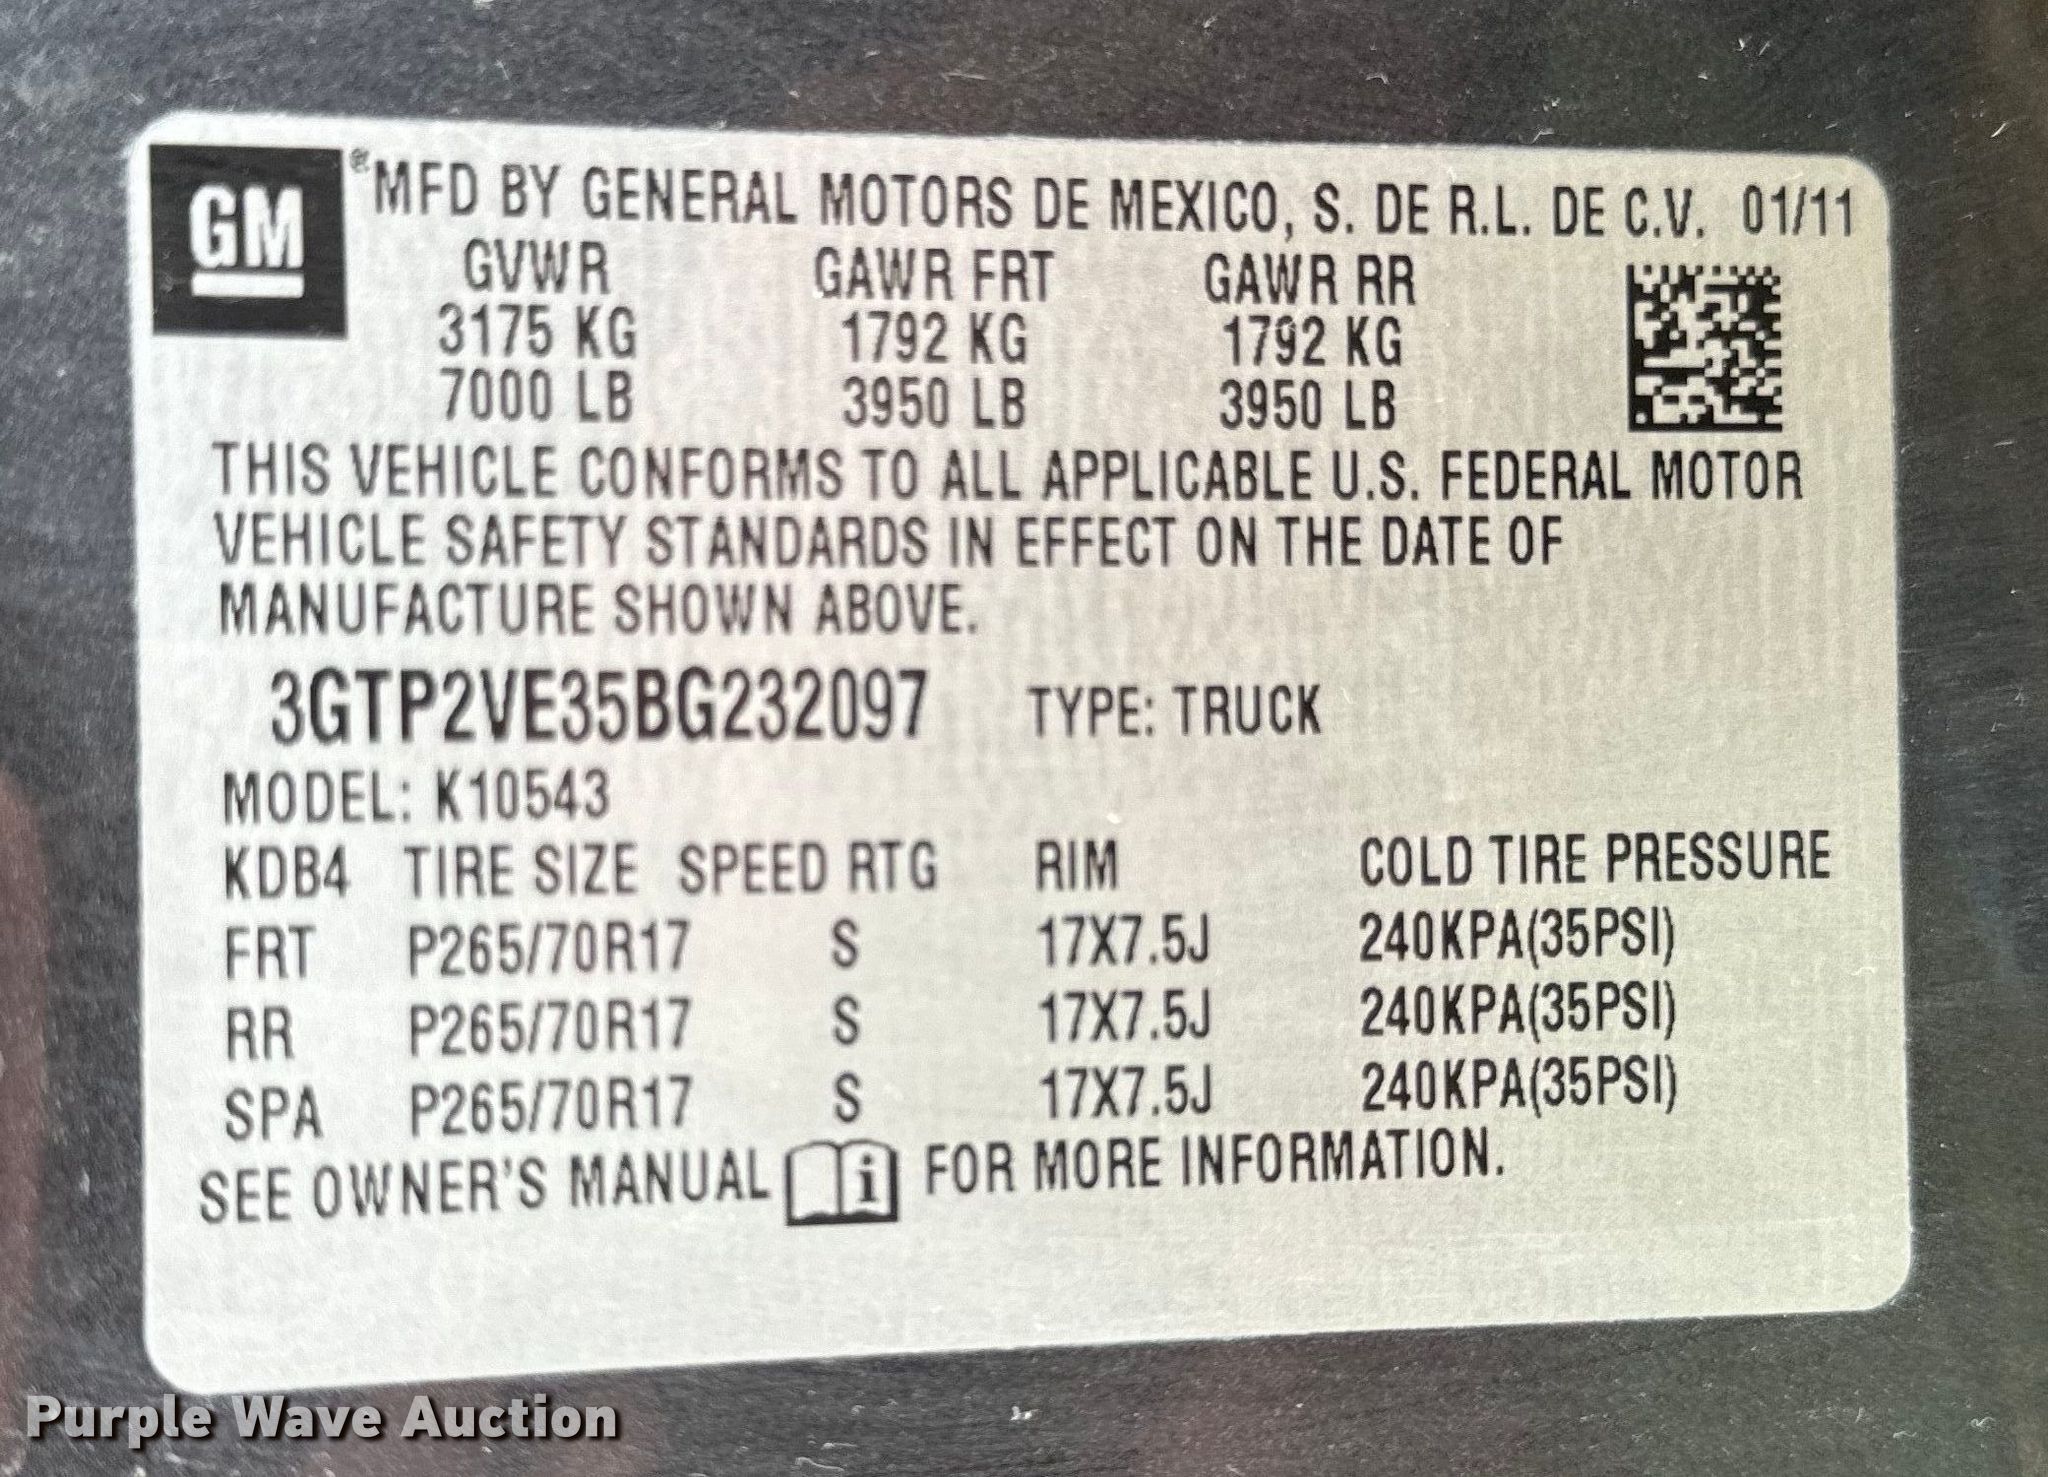 GM
®MFD BY GENERAL MOTORS DE MEXICO, S. DE R.L. DE C.V. 01/11
GVWR GAWR FRT GAWR RR
3175 KG 1792 KG 1792 KG
7000 LB 3950 LB 3950 LB
THIS VEHICLE CONFORMS TO ALL APPLICABLE U.S. FEDERAL MOTOR
VEHICLE SAFETY STANDARDS IN EFFECT ON THE DATE OF
MANUFACTURE SHOWN ABOVE.
3GTP2VE35BG232097 TYPE: TRUCK
MODEL: K10543
KDB4 TIRE SIZE SPEED RTG RIM COLD TIRE PRESSURE
FRT P265/70R17 S 17X7.5J 240KPA(35PSI)
RR P265/70R17 S 17X7.5J 240KPA(35PSI)
SPA P265/70R17 S 17X7.5J 240KPA(35PSI)
SEE OWNER'S MANUAL i FOR MORE INFORMATION.
Purple Wave Auction